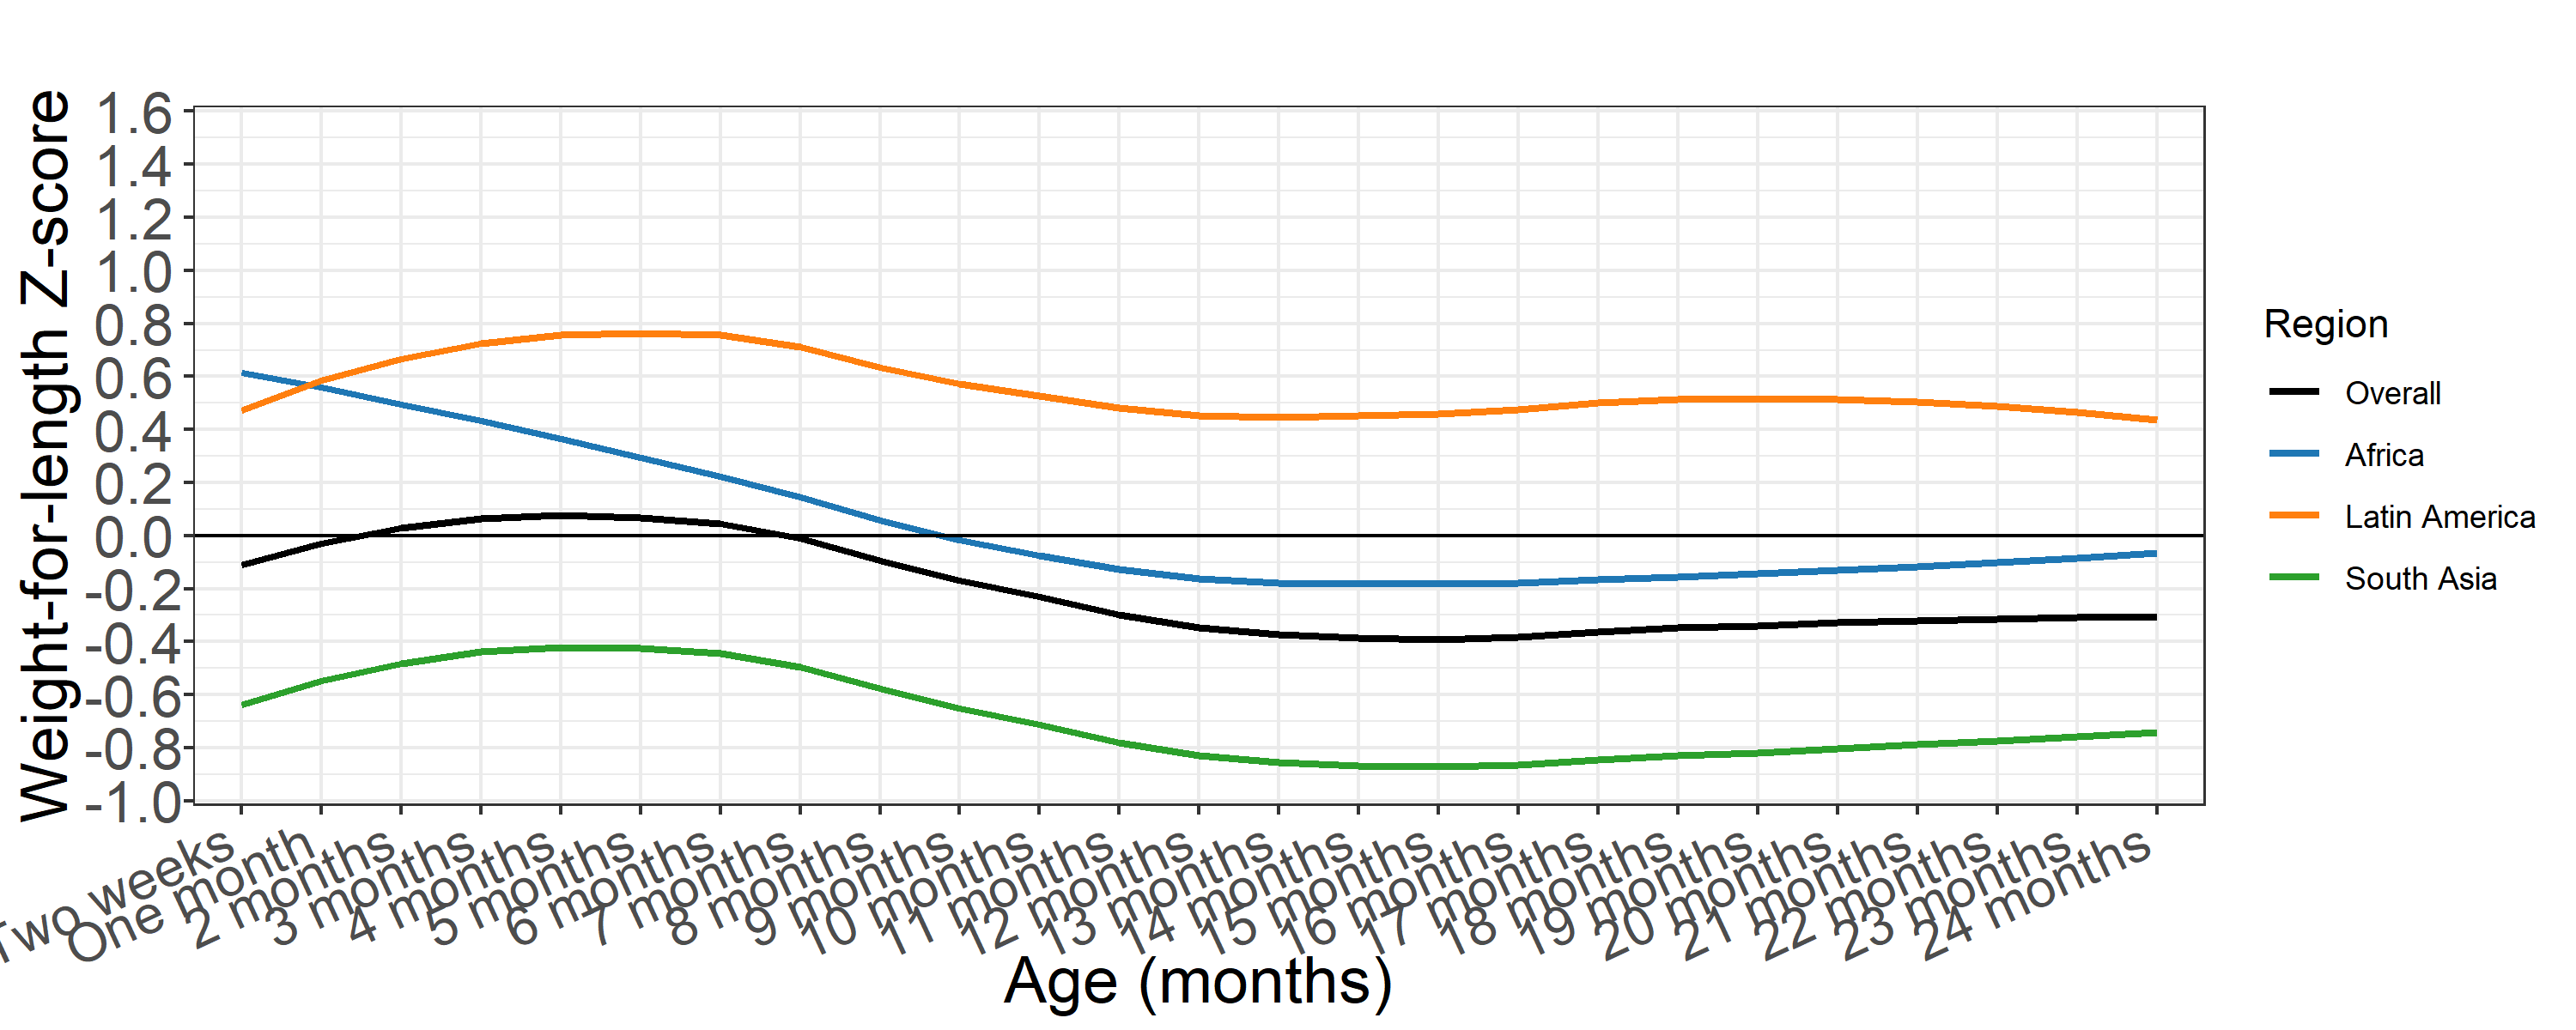 Weight-for-length Z-score
1.6
1.4
1.2
1.0
0.8
0.6
0.4
0.2
0.0
-0.2
-0.4
-0.6
-0.8
-1.0
Two weeks
One month
2 months
3 months
4 months
5 months
6 months
7 months
8 months
9 months
10 months
11 months
12 months
13 months
14 months
15 months
16 months
17 months
18 months
19 months
20 months
21 months
22 months
23 months
24 months
Age (months)
Region
Overall
Africa
Latin America
South Asia